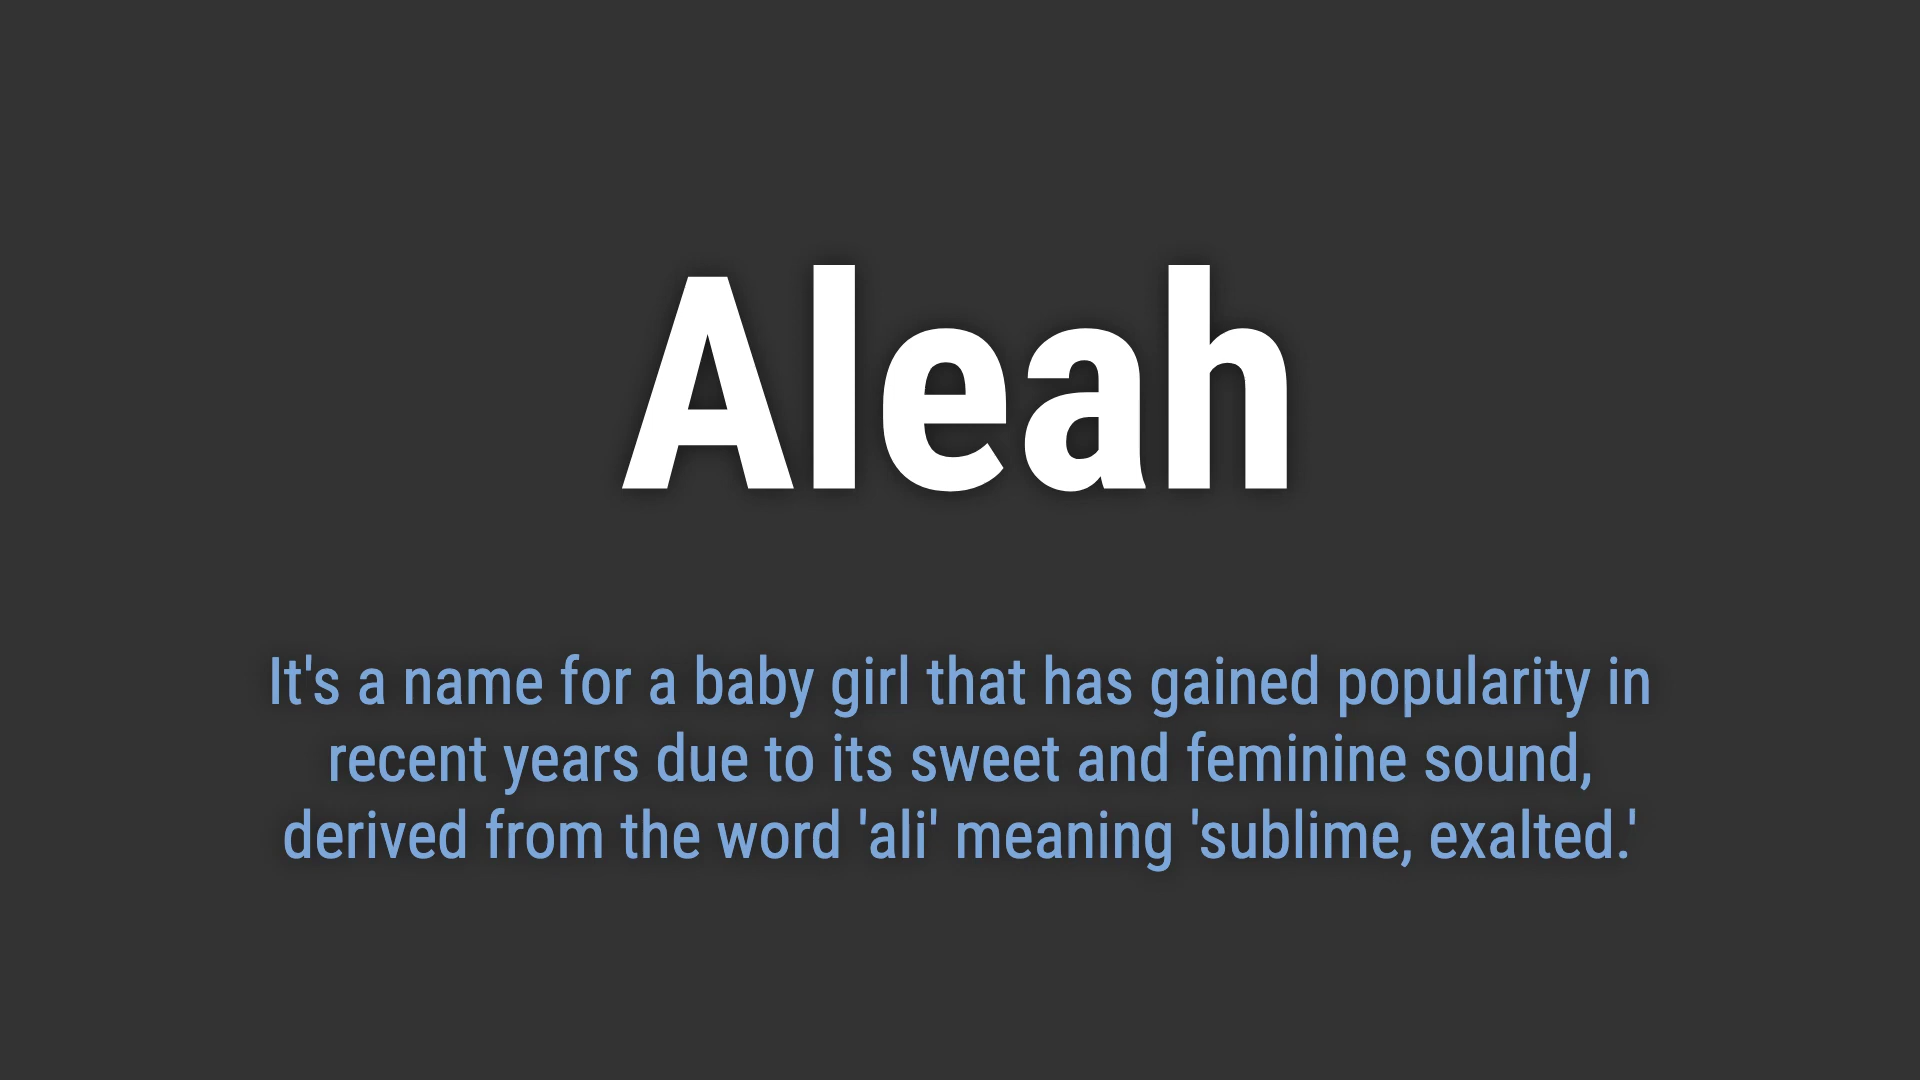 Aleah
It's a name for a baby girl that has gained popularity in
recent years due to its sweet and feminine sound,
derived from the word 'ali' meaning 'sublime, exalted.'